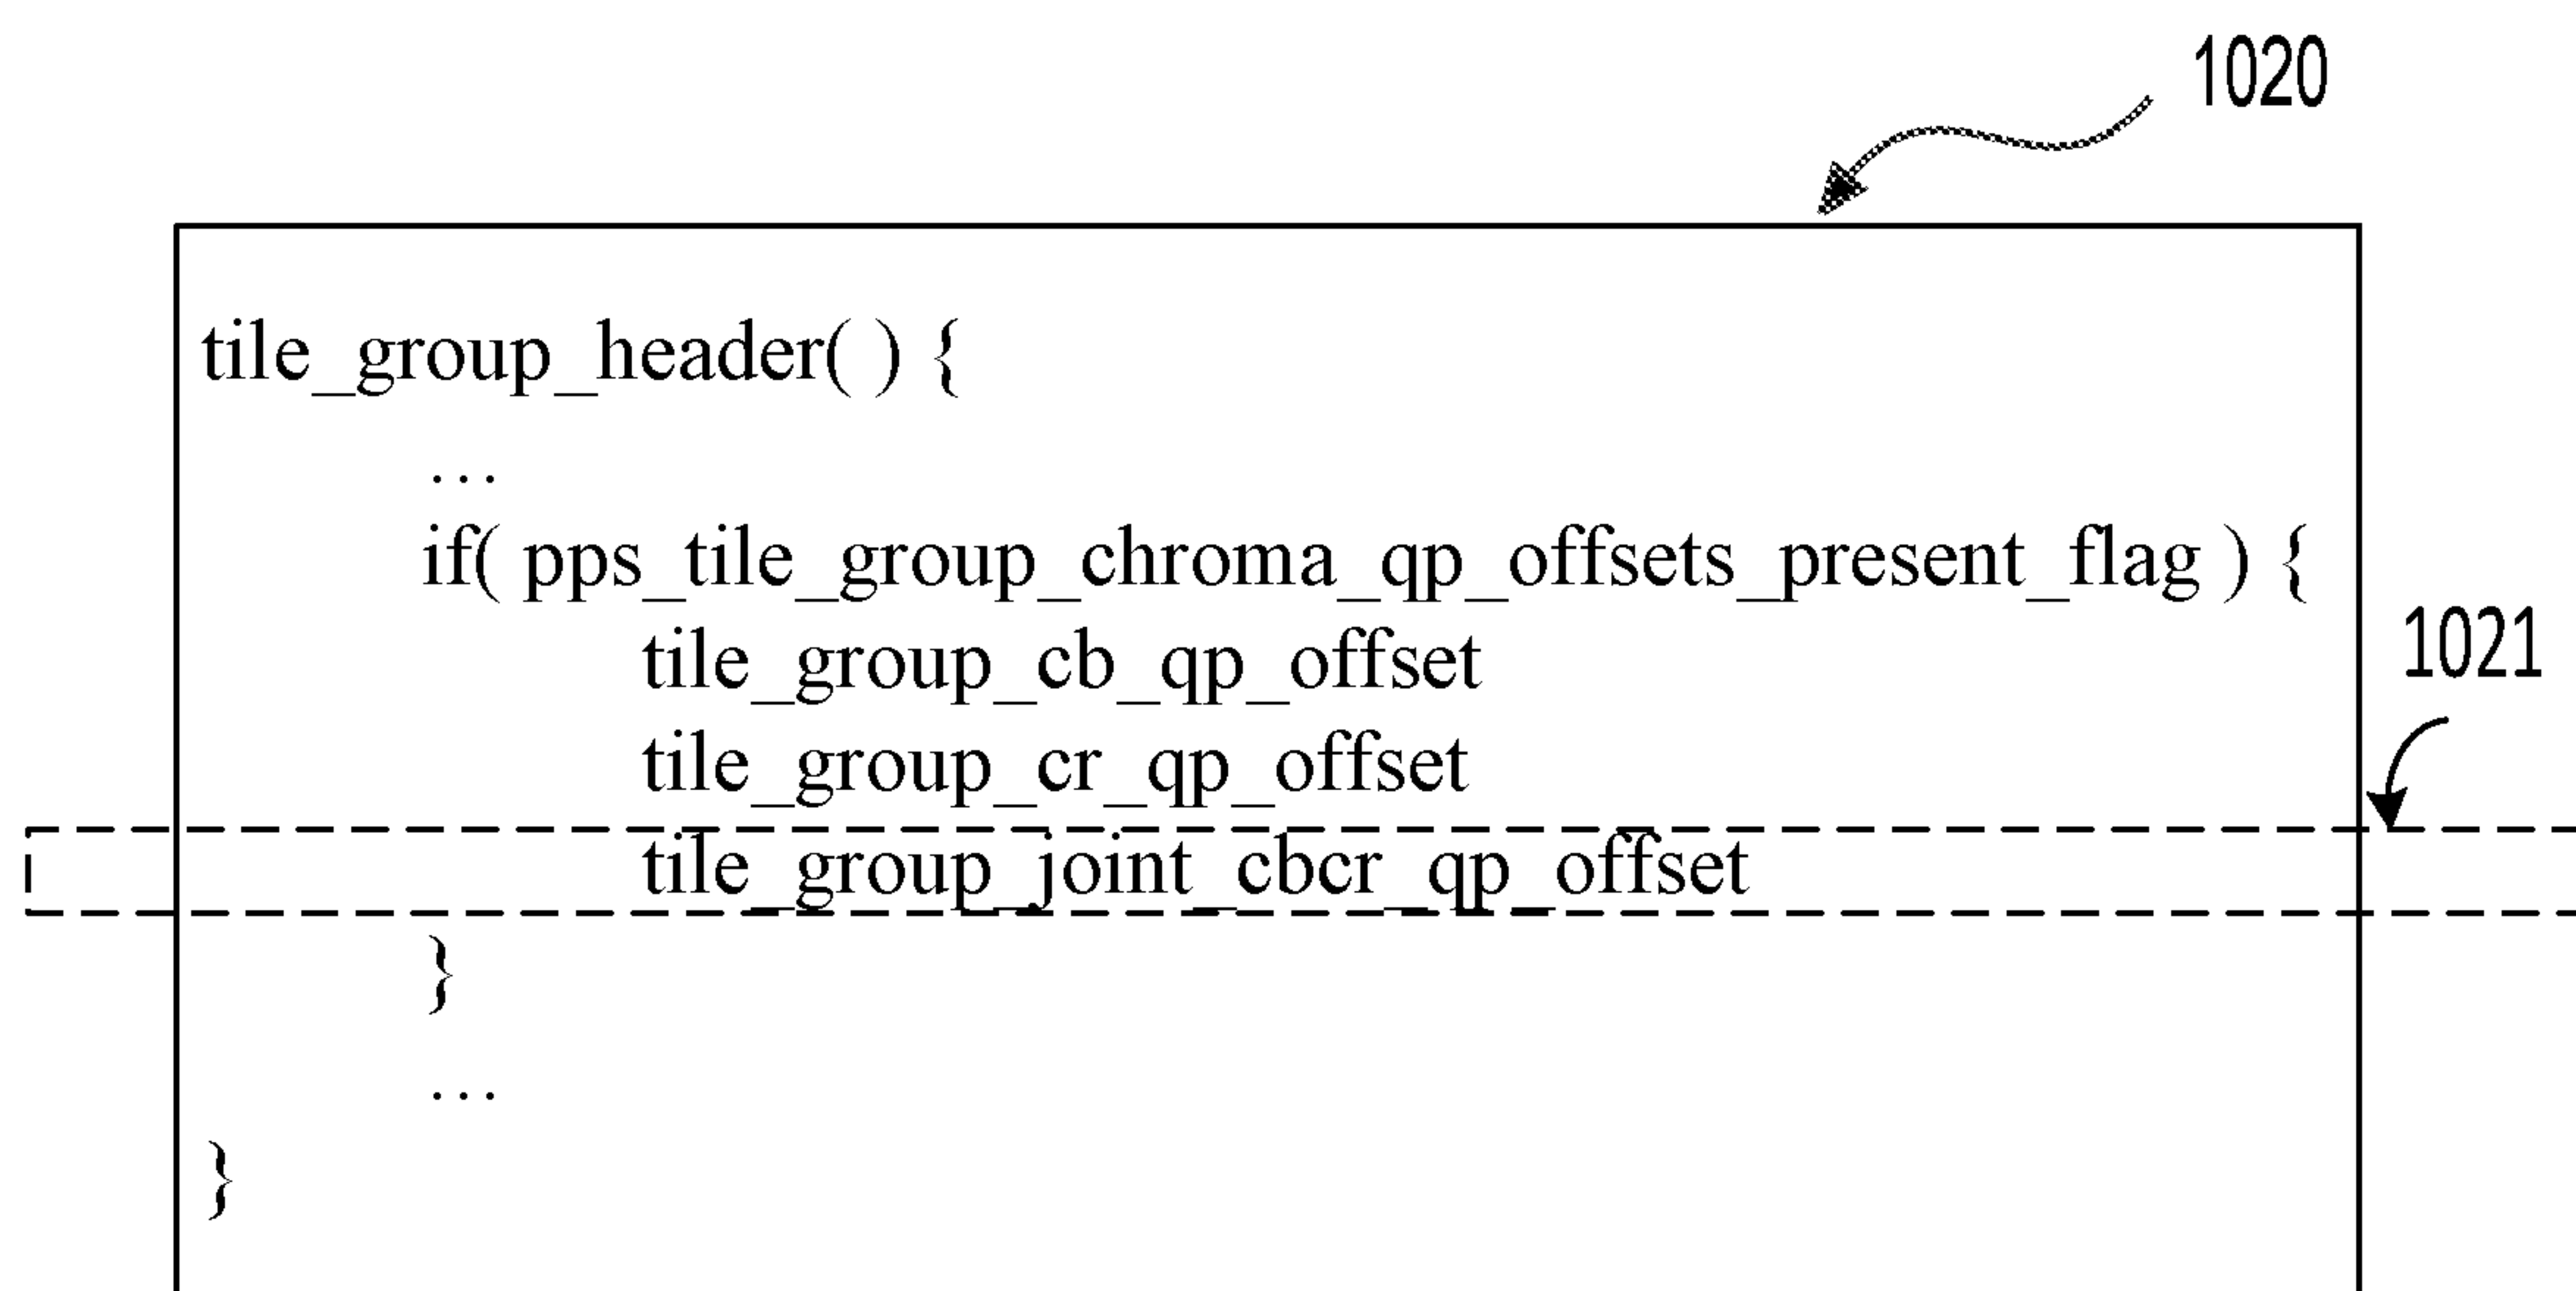 1020
tile_group_header( ) {
...
if( pps_tile_group_chroma_qp_offsets_present_flag ) {
1021
tile_group_cb_qp_offset
tile_group_cr_qp_offset
tile_group_joint_cbcr_qp_offset
}
...
}